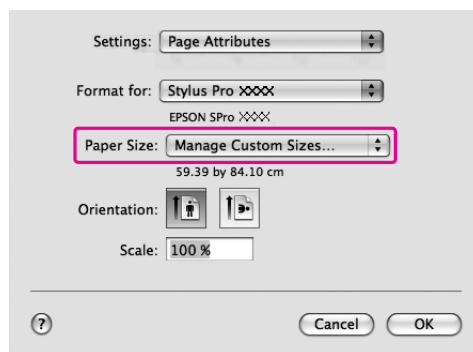 Settings: Page Attributes
Format for: Stylus Pro XXXX
EPSON SPro XXXX
Paper Size: Manage Custom Sizes...
59.39 by 84.10 cm
Orientation:
Scale: 100 %
? Cancel OK